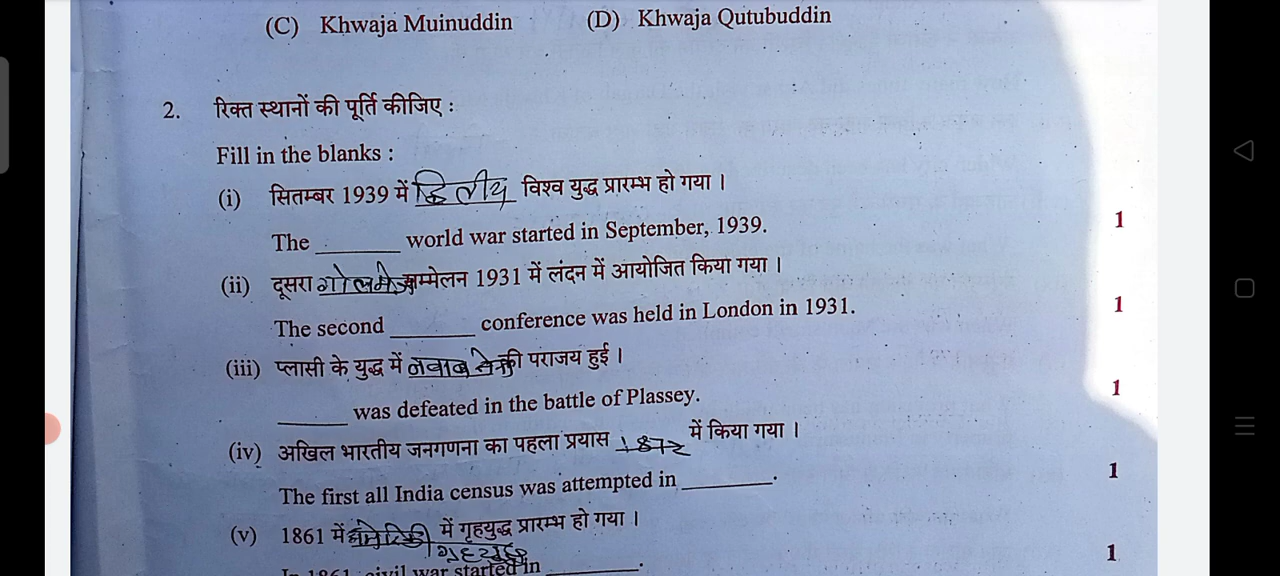 (C) Khwaja Muinuddin (D) Khwaja Qutubuddin
2. रिक्त स्थानों की पूर्ति कीजिए :
Fill in the blanks :
(i) सितम्बर 1939 में द्वितीय विश्व युद्ध प्रारम्भ हो गया ।
The ______ world war started in September, 1939. 1
(ii) दूसरा गोलमेज सम्मेलन 1931 में लंदन में आयोजित किया गया ।
The second ______ conference was held in London in 1931. 1
(iii) प्लासी के युद्ध में नवाब की पराजय हुई ।
______ was defeated in the battle of Plassey. 1
(iv) अखिल भारतीय जनगणना का पहला प्रयास 1872 में किया गया ।
The first all India census was attempted in ______. 1
(v) 1861 में में गृहयुद्ध प्रारम्भ हो गया ।
गृहयुद्ध
In 1861, civil war started in ______. 1